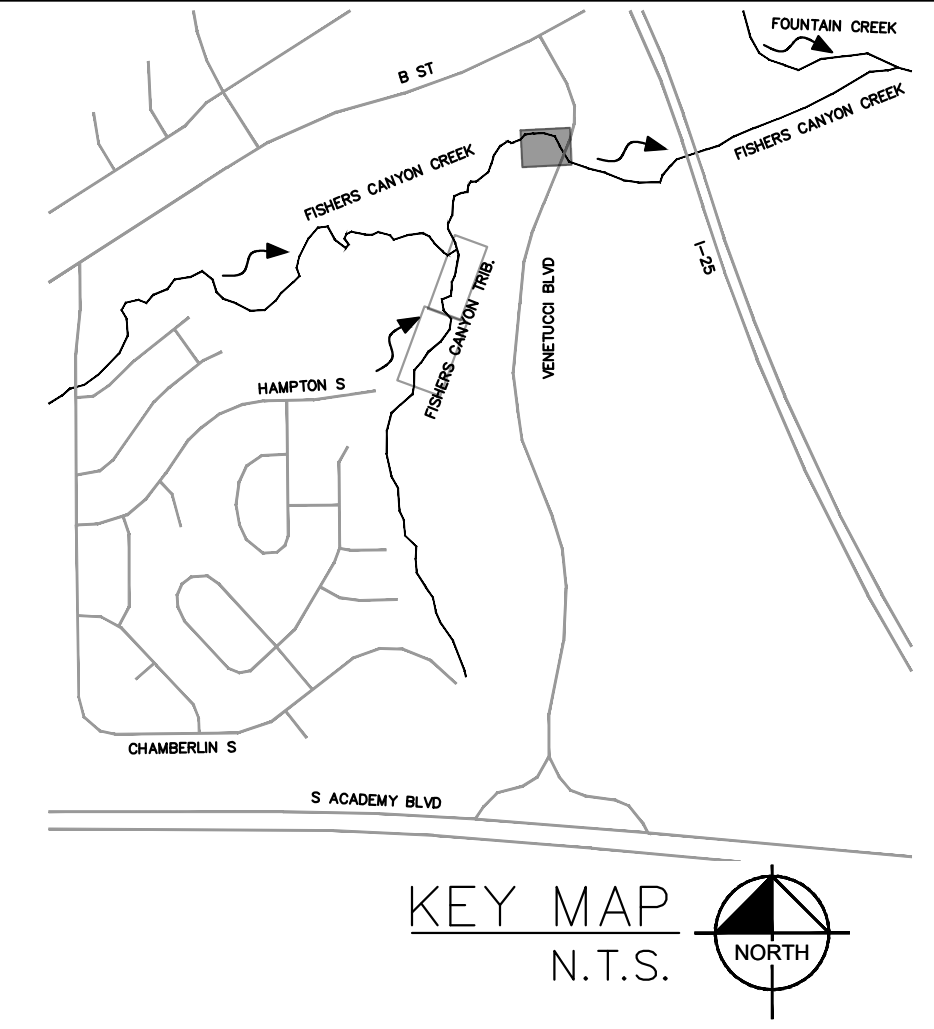 FOUNTAIN CREEK
B ST
FISHERS CANYON CREEK
FISHERS CANYON CREEK
I-25
FISHERS CANYON TRIB.
VENETUCCI BLVD
HAMPTON S
CHAMBERLIN S
S ACADEMY BLVD
KEY MAP
N.T.S.
NORTH